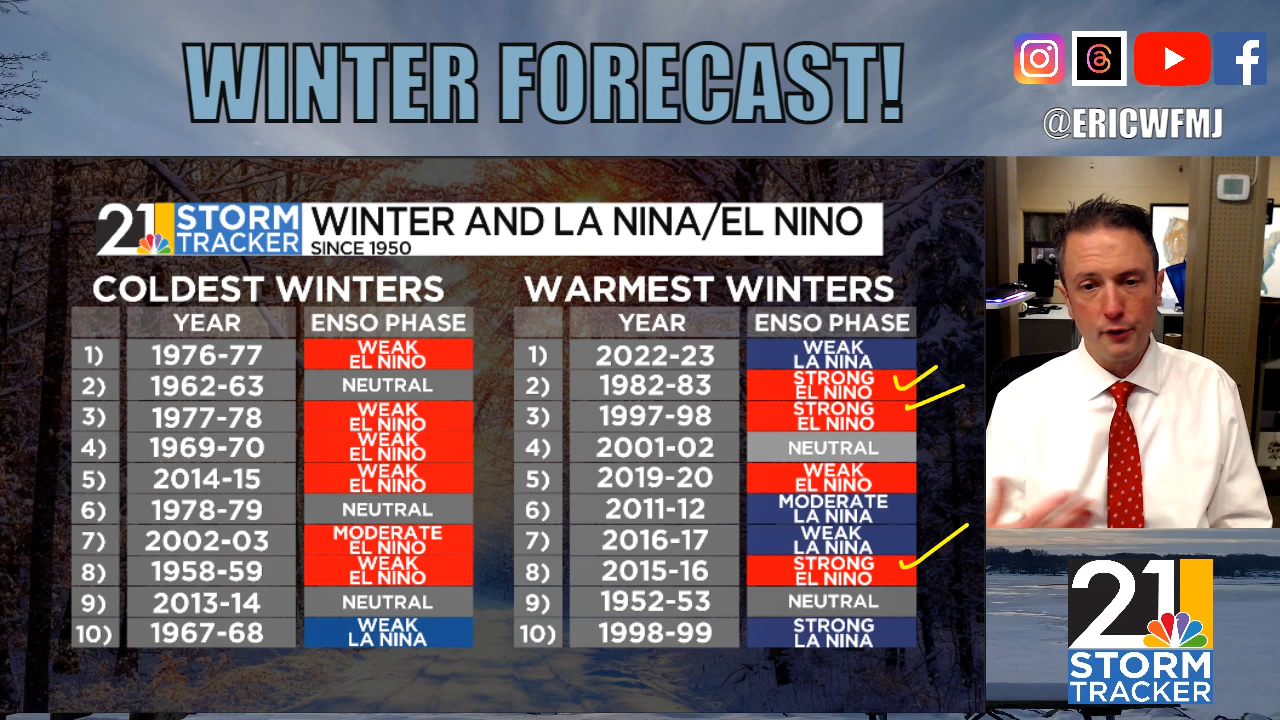 WINTER FORECAST!
@ERICWFMJ
21 STORM TRACKER
WINTER AND LA NINA/EL NINO
SINCE 1950
COLDEST WINTERS
YEAR ENSO PHASE
1) 1976-77 WEAK EL NINO
2) 1962-63 NEUTRAL
3) 1977-78 WEAK EL NINO
4) 1969-70 WEAK EL NINO
5) 2014-15 WEAK EL NINO
6) 1978-79 NEUTRAL
7) 2002-03 MODERATE EL NINO
8) 1958-59 WEAK EL NINO
9) 2013-14 NEUTRAL
10) 1967-68 WEAK LA NINA
WARMEST WINTERS
YEAR ENSO PHASE
1) 2022-23 WEAK LA NINA
2) 1982-83 STRONG EL NINO
3) 1997-98 STRONG EL NINO
4) 2001-02 NEUTRAL
5) 2019-20 WEAK EL NINO
6) 2011-12 MODERATE LA NINA
7) 2016-17 WEAK LA NINA
8) 2015-16 STRONG EL NINO
9) 1952-53 NEUTRAL
10) 1998-99 STRONG LA NINA
21
STORM
TRACKER